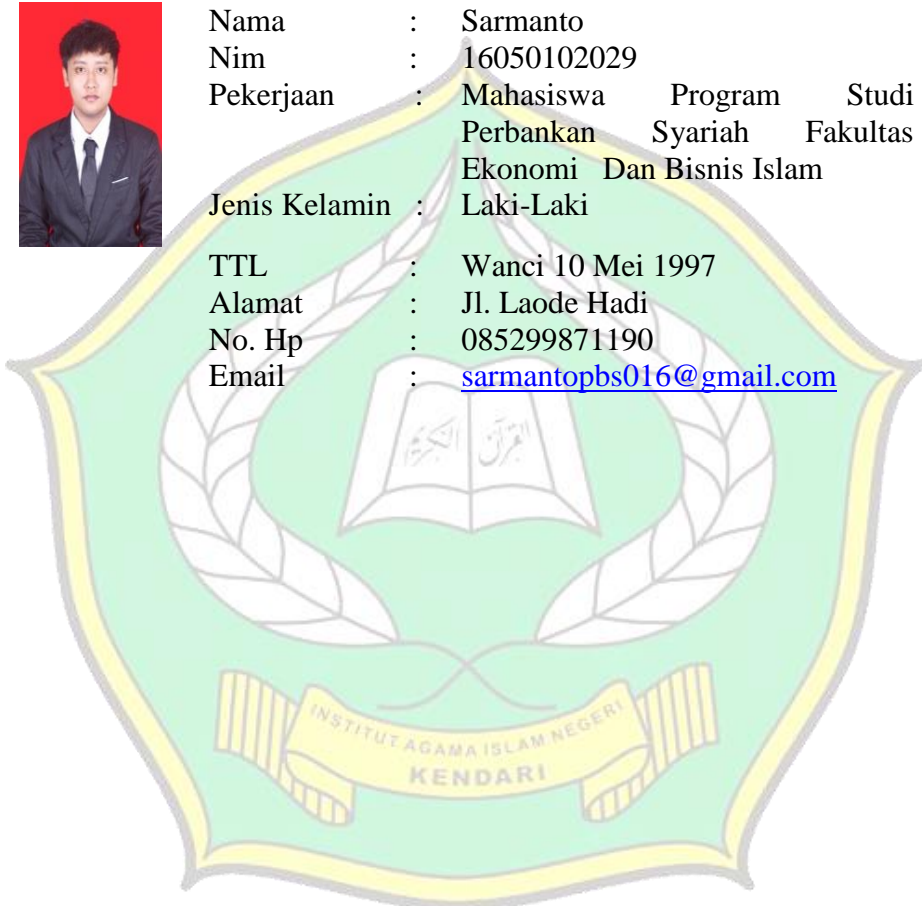 Nama : Sarmanto
Nim : 16050102029
Pekerjaan : Mahasiswa Program Studi
Perbankan Syariah Fakultas
Ekonomi Dan Bisnis Islam
Jenis Kelamin : Laki-Laki
TTL : Wanci 10 Mei 1997
Alamat : Jl. Laode Hadi
No. Hp : 085299871190
Email : sarmantopbs016@gmail.com
القرآن الكريم
INSTITUT AGAMA ISLAM NEGERI
KENDARI